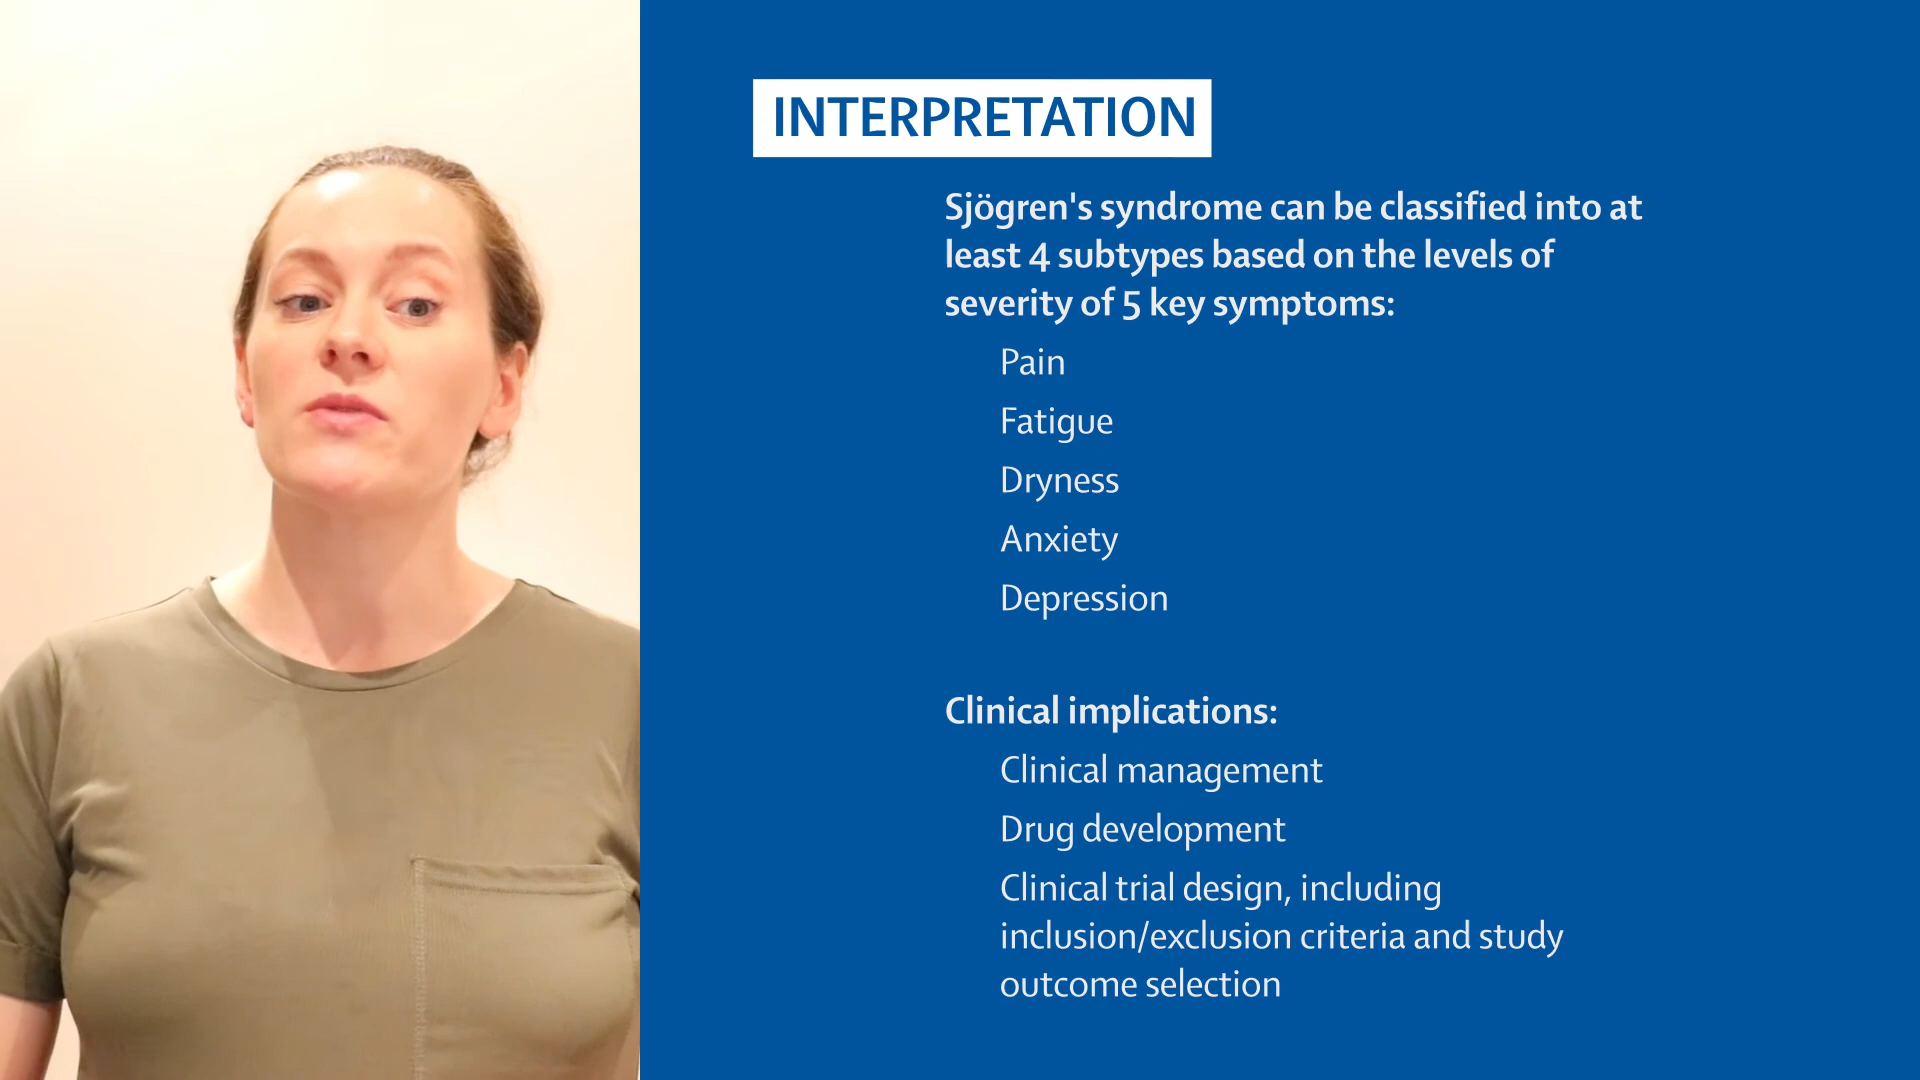 INTERPRETATION
Sjögren's syndrome can be classified into at
least 4 subtypes based on the levels of
severity of 5 key symptoms:
Pain
Fatigue
Dryness
Anxiety
Depression
Clinical implications:
Clinical management
Drug development
Clinical trial design, including
inclusion/exclusion criteria and study
outcome selection